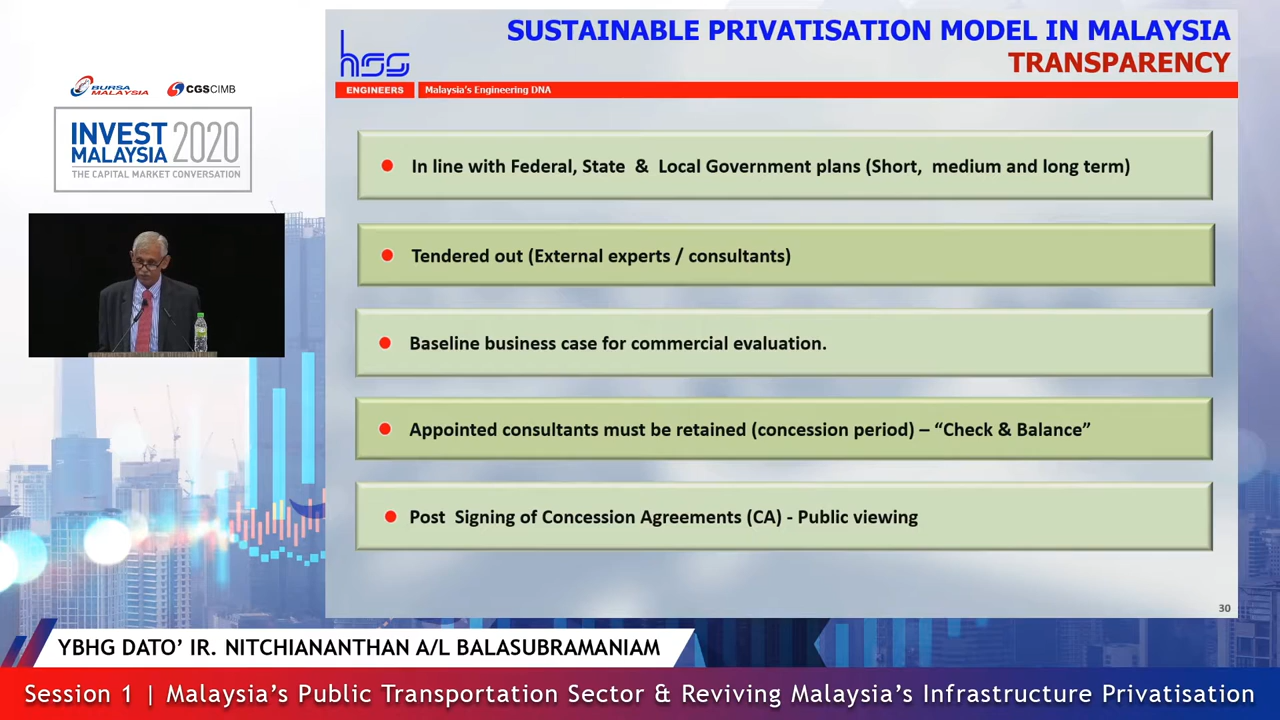 SUSTAINABLE PRIVATISATION MODEL IN MALAYSIA
TRANSPARENCY
hss
ENGINEERS
Malaysia's Engineering DNA
BURSA
MALAYSIA
CGS CIMB
INVEST
MALAYSIA 2020
THE CAPITAL MARKET CONVERSATION
In line with Federal, State & Local Government plans (Short, medium and long term)
Tendered out (External experts / consultants)
Baseline business case for commercial evaluation.
Appointed consultants must be retained (concession period) – “Check & Balance”
Post Signing of Concession Agreements (CA) - Public viewing
30
YBHG DATO’ IR. NITCHIANANTHAN A/L BALASUBRAMANIAM
Session 1 | Malaysia’s Public Transportation Sector & Reviving Malaysia’s Infrastructure Privatisation